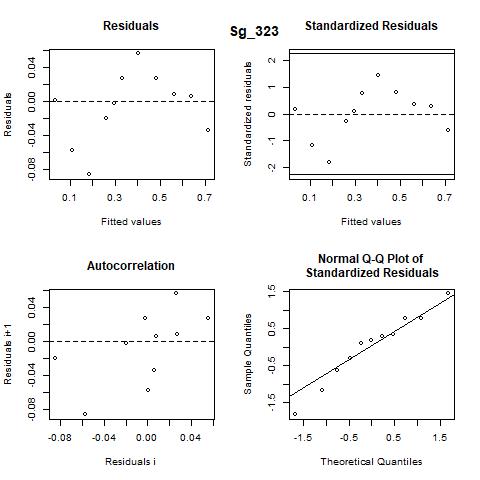 Sg_323
Residuals
Residuals
0.04
0.00
-0.04
-0.08
0.1
0.3
0.5
0.7
Fitted values
Standardized Residuals
Standardized residuals
2
1
0
-1
-2
0.1
0.3
0.5
0.7
Fitted values
Autocorrelation
Residuals i+1
0.04
0.00
-0.04
-0.08
-0.08
-0.04
0.00
0.04
Residuals i
Normal Q-Q Plot of
Standardized Residuals
Sample Quantiles
1.5
0.5
-0.5
-1.5
-1.5
-0.5
0.5
1.5
Theoretical Quantiles